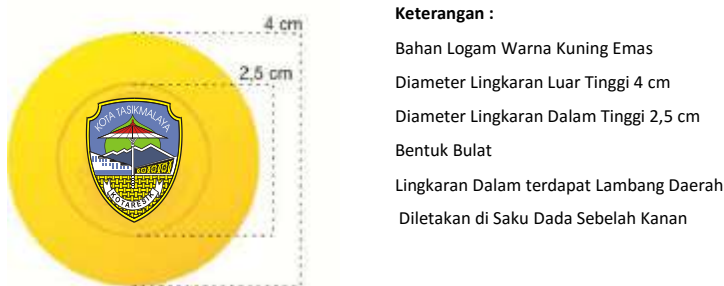 4 cm
2,5 cm
KOTA TASIKMALAYA
KOTARESIK
Keterangan :
Bahan Logam Warna Kuning Emas
Diameter Lingkaran Luar Tinggi 4 cm
Diameter Lingkaran Dalam Tinggi 2,5 cm
Bentuk Bulat
Lingkaran Dalam terdapat Lambang Daerah
Diletakan di Saku Dada Sebelah Kanan